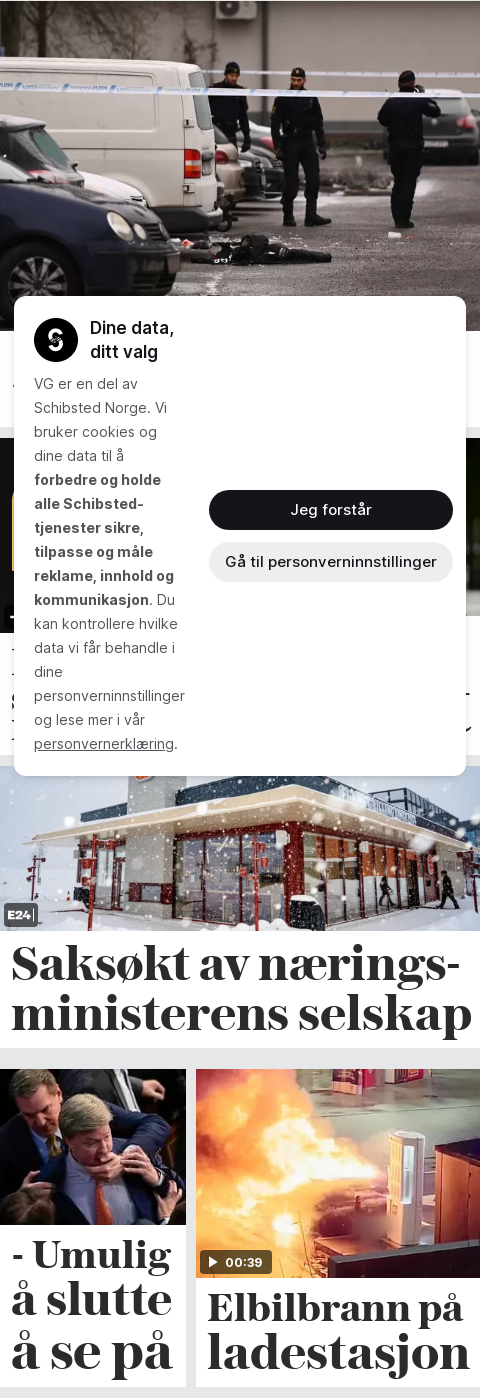 Dine data,
ditt valg
VG er en del av
Schibsted Norge. Vi
bruker cookies og
dine data til å
forbedre og holde
alle Schibsted-
tjenester sikre,
tilpasse og måle
reklame, innhold og
kommunikasjon. Du
kan kontrollere hvilke
data vi får behandle i
dine
personverninnstillinger
og lese mer i vår
personvernerklæring.
Jeg forstår
Gå til personverninnstillinger
E24
Saksøkt av nærings-
ministerens selskap
- Umulig
å slutte
å se på
00:39
Elbilbrann på
ladestasjon